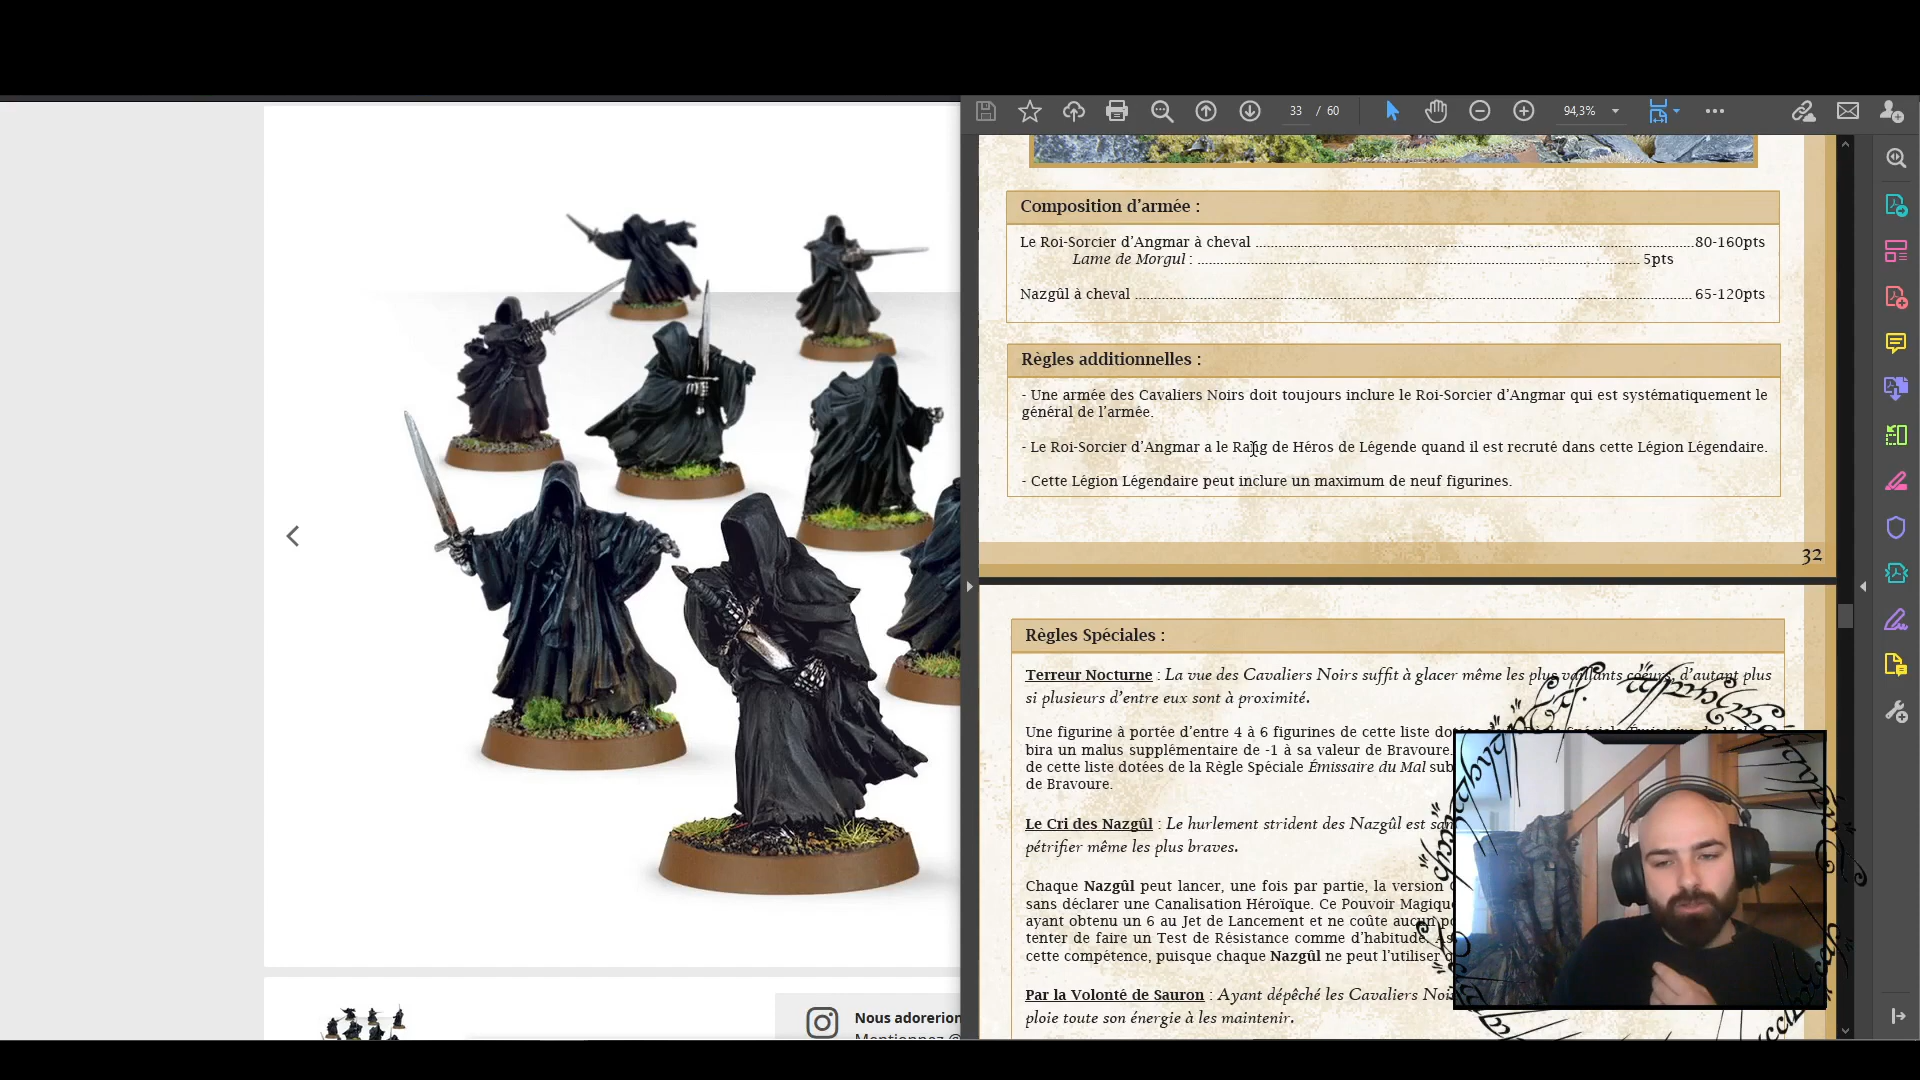 33 / 60
94,3%
Composition d'armée :
Le Roi-Sorcier d'Angmar à cheval ........ 80-160pts
Lame de Morgul : ........ 5pts
Nazgûl à cheval ........ 65-120pts
Règles additionnelles :
- Une armée des Cavaliers Noirs doit toujours inclure le Roi-Sorcier d'Angmar qui est systématiquement le
général de l'armée.
- Le Roi-Sorcier d'Angmar a le Rang de Héros de Légende quand il est recruté dans cette Légion Légendaire.
- Cette Légion Légendaire peut inclure un maximum de neuf figurines.
32
Règles Spéciales :
Terreur Nocturne : La vue des Cavaliers Noirs suffit à glacer même les plus vaillants coeurs, d'autant plus
si plusieurs d'entre eux sont à proximité.
Une figurine à portée d'entre 4 à 6 figurines de cette liste
bira un malus supplémentaire de -1 à sa valeur de Bravoure.
de cette liste dotées de la Règle Spéciale Émissaire du Mal
de Bravoure.
Le Cri des Nazgûl : Le hurlement strident des Nazgûl est
pétrifier même les plus braves.
Chaque Nazgûl peut lancer, une fois par partie, la version
sans déclarer une Canalisation Héroïque. Ce Pouvoir
ayant obtenu un 6 au Jet de Lancement et ne coûte aucun
tenter de faire un Test de Résistance comme d'habitude.
cette compétence, puisque chaque Nazgûl ne peut l'utiliser
Par la Volonté de Sauron : Ayant dépêché les Cavaliers
ploie toute son énergie à les maintenir.
Nous adorerion